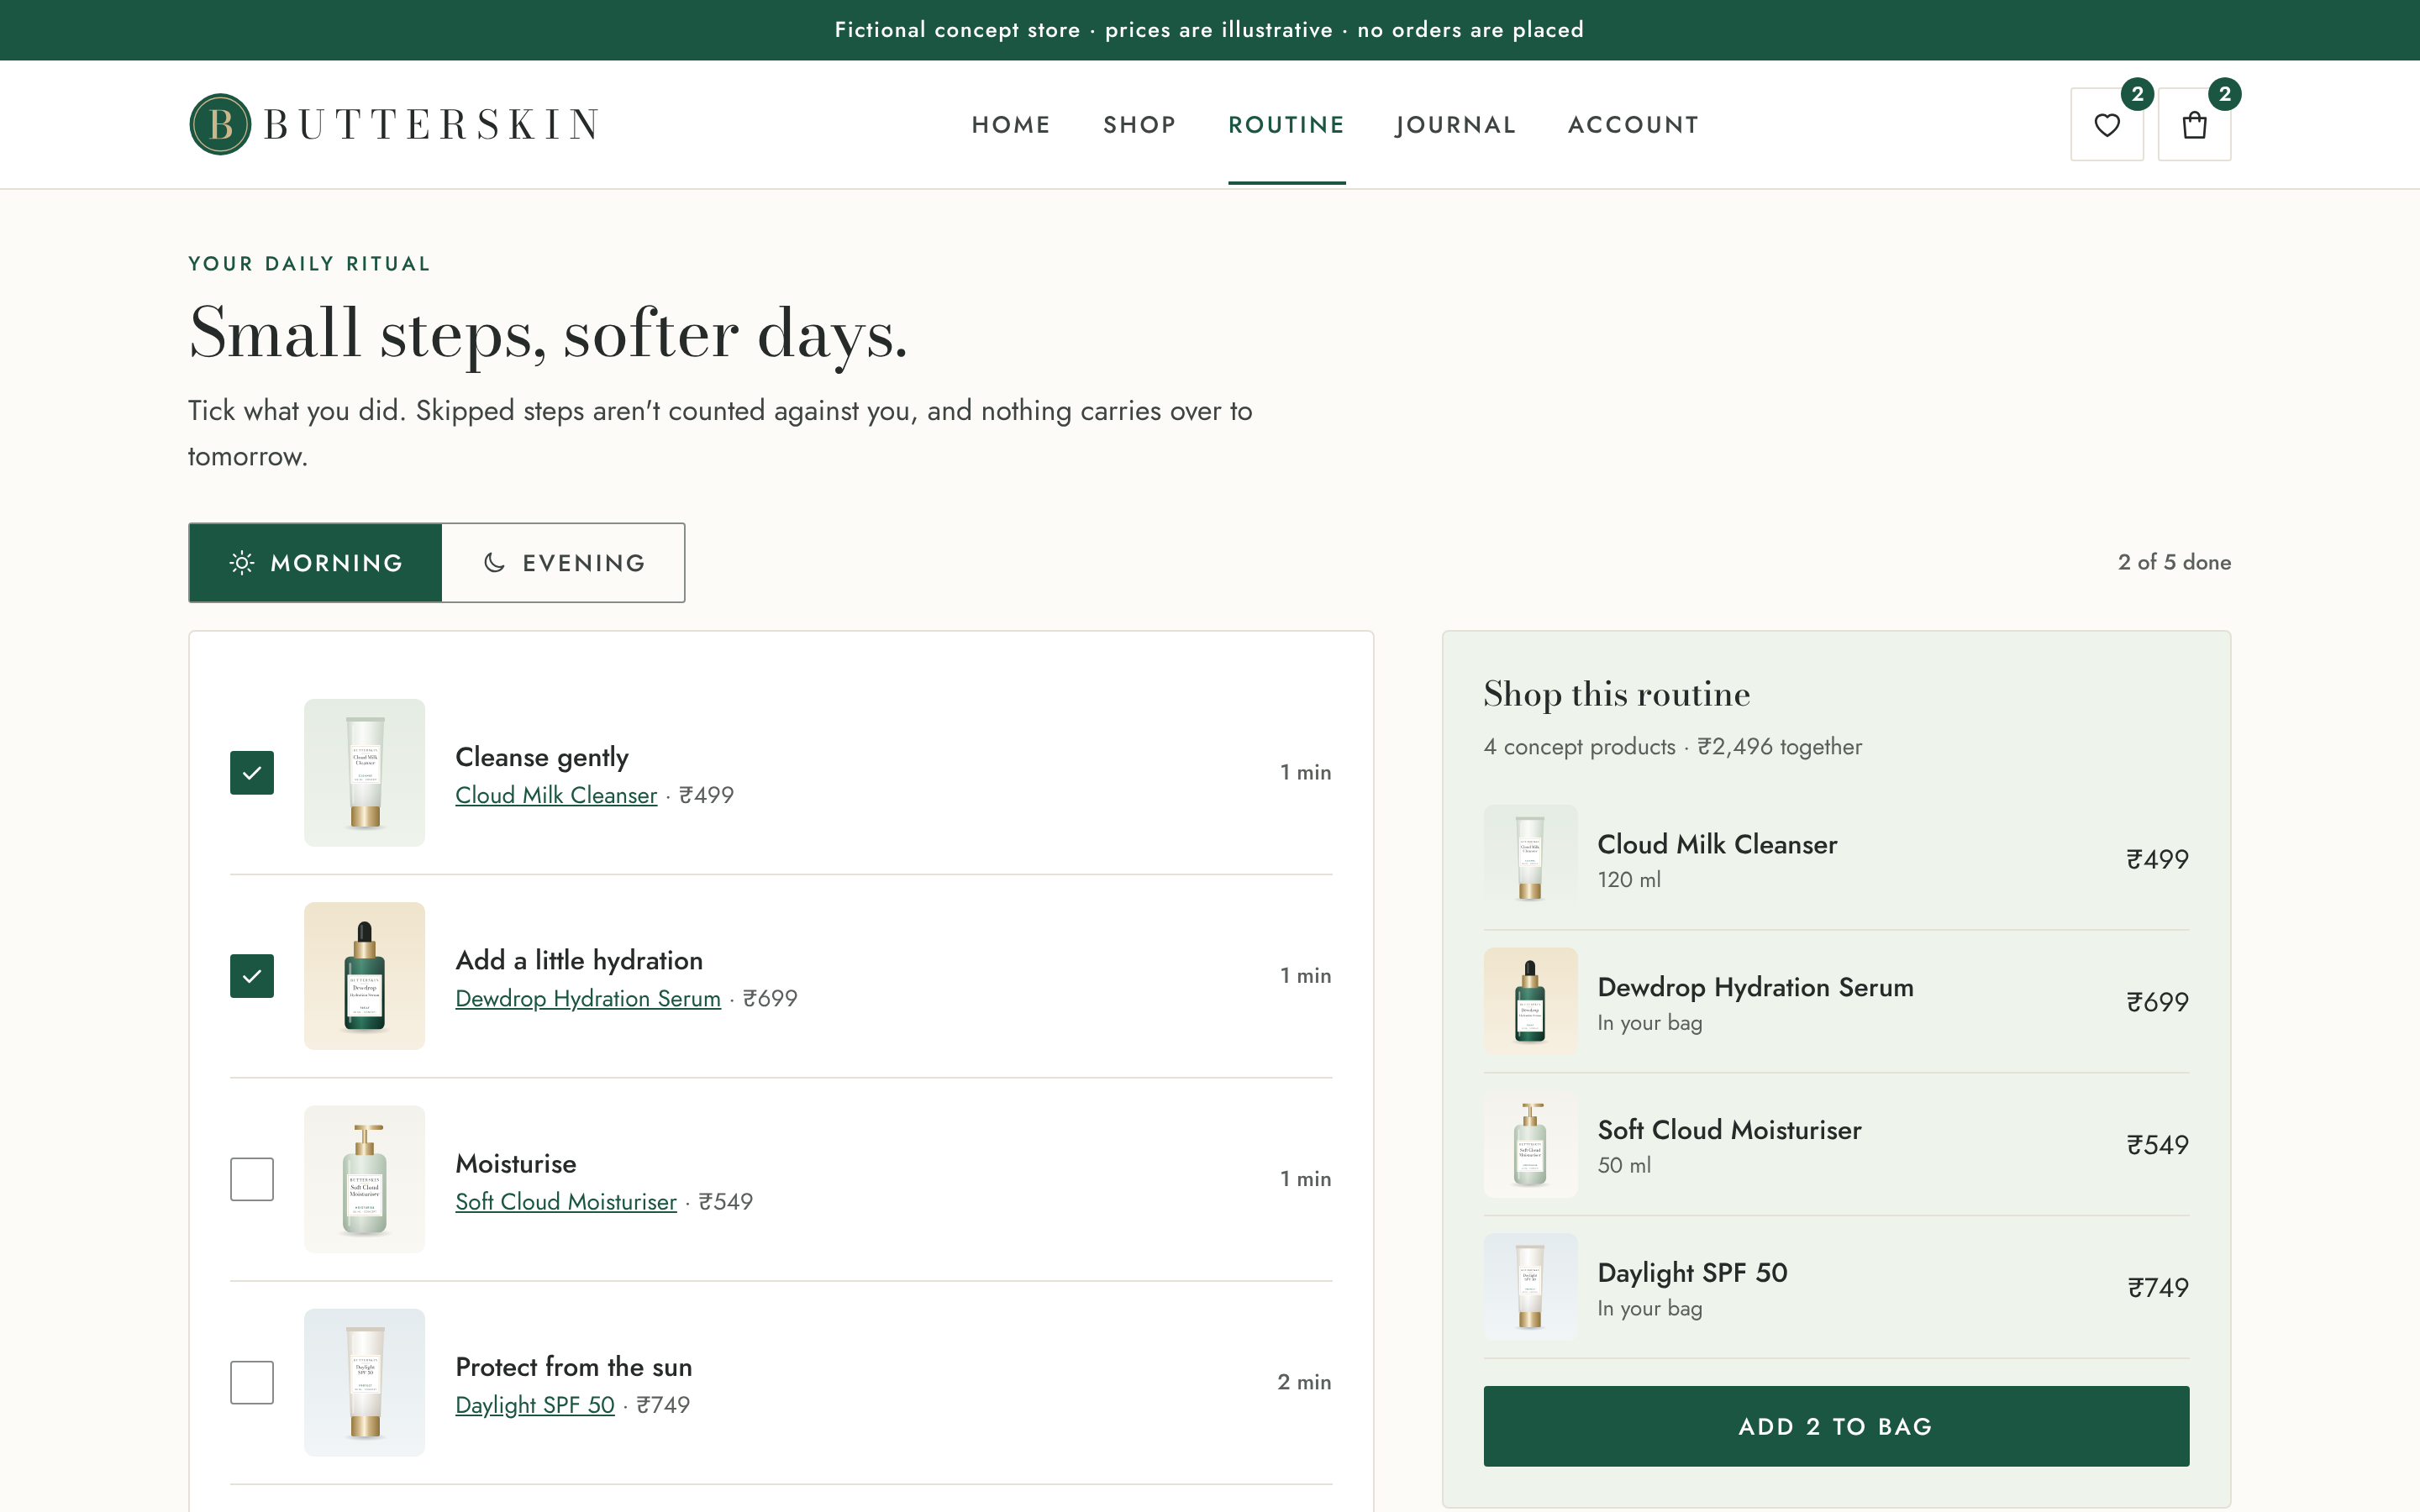 Fictional concept store · prices are illustrative · no orders are placed
B BUTTERSKIN
HOME SHOP ROUTINE JOURNAL ACCOUNT
2 2
YOUR DAILY RITUAL
Small steps, softer days.
Tick what you did. Skipped steps aren't counted against you, and nothing carries over to
tomorrow.
MORNING EVENING
2 of 5 done
Cleanse gently
Cloud Milk Cleanser · ₹499
1 min
Add a little hydration
Dewdrop Hydration Serum · ₹699
1 min
Moisturise
Soft Cloud Moisturiser · ₹549
1 min
Protect from the sun
Daylight SPF 50 · ₹749
2 min
Shop this routine
4 concept products · ₹2,496 together
Cloud Milk Cleanser
120 ml
₹499
Dewdrop Hydration Serum
In your bag
₹699
Soft Cloud Moisturiser
50 ml
₹549
Daylight SPF 50
In your bag
₹749
ADD 2 TO BAG